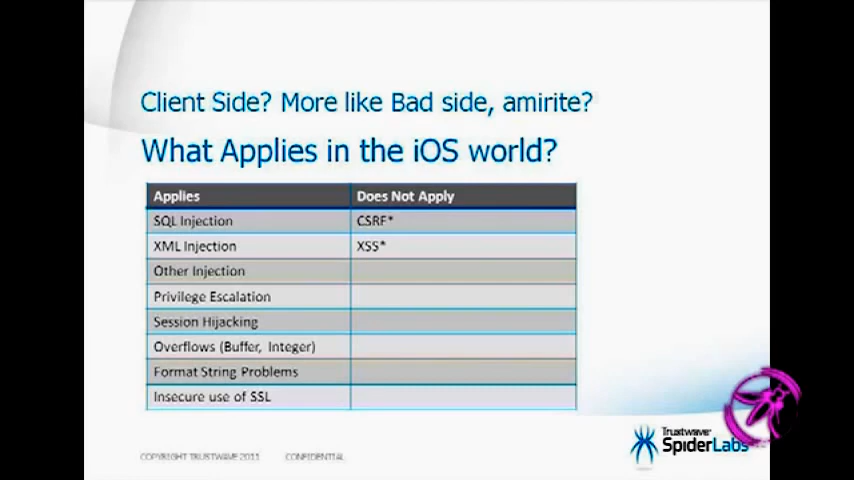 Client Side? More like Bad side, amirite?
What Applies in the iOS world?
Applies Does Not Apply
SQL Injection CSRF*
XML Injection XSS*
Other Injection
Privilege Escalation
Session Hijacking
Overflows (Buffer, Integer)
Format String Problems
Insecure use of SSL
Trustwave
SpiderLabs
COPYRIGHT TRUSTWAVE 2011 CONFIDENTIAL